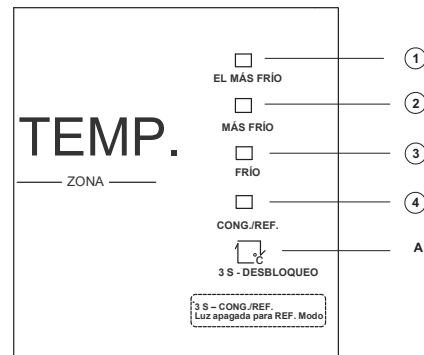 1
EL MÁS FRÍO
2
MÁS FRÍO
TEMP.
3
FRÍO
ZONA
4
CONG./REF.
°C
A
3 S - DESBLOQUEO
*3 S – CONG./REF.
Luz apagada para REF. Modo